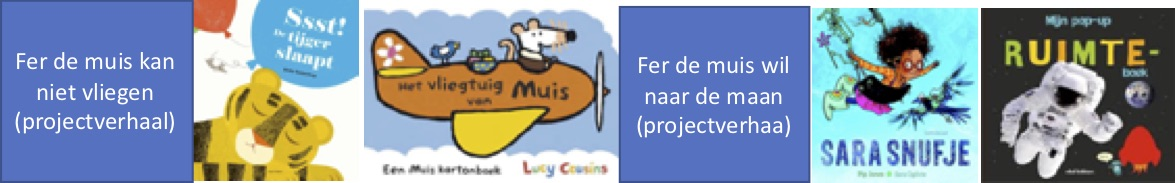 Fer de muis kan
niet vliegen
(projectverhaal)
Ssst!
De tijger
slaapt
Het vliegtuig
van Muis
Een Muis kartonboek
Lucy Cousins
Fer de muis wil
naar de maan
(projectverhaa)
SARA SNUFJE
Mijn pop-up
RUIMTE-
boek